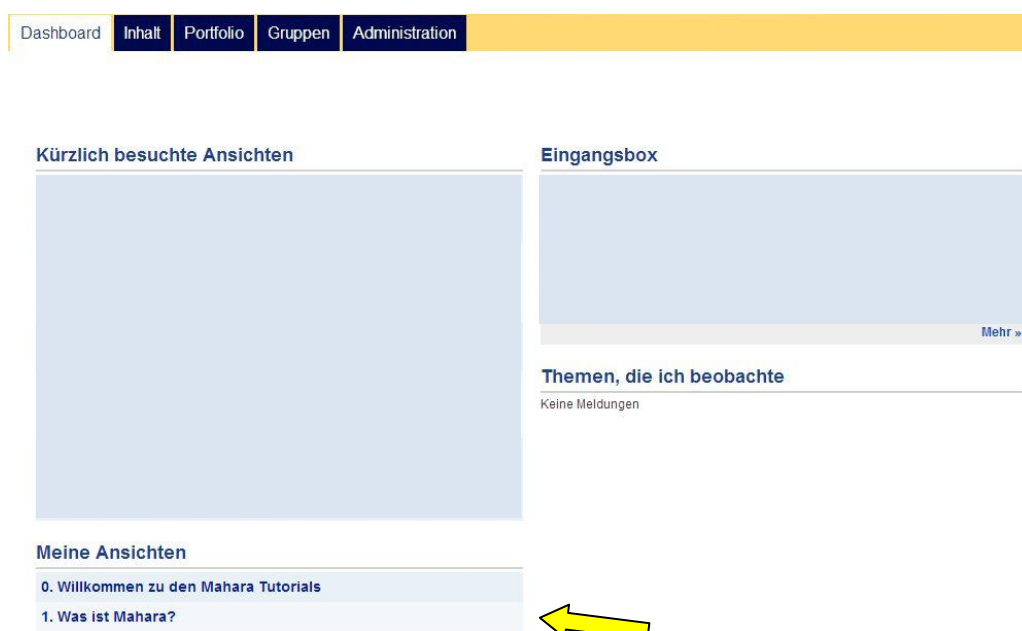 Dashboard Inhalt Portfolio Gruppen Administration
Kürzlich besuchte Ansichten
Eingangsbox
Mehr »
Themen, die ich beobachte
Keine Meldungen
Meine Ansichten
0. Willkommen zu den Mahara Tutorials
1. Was ist Mahara?